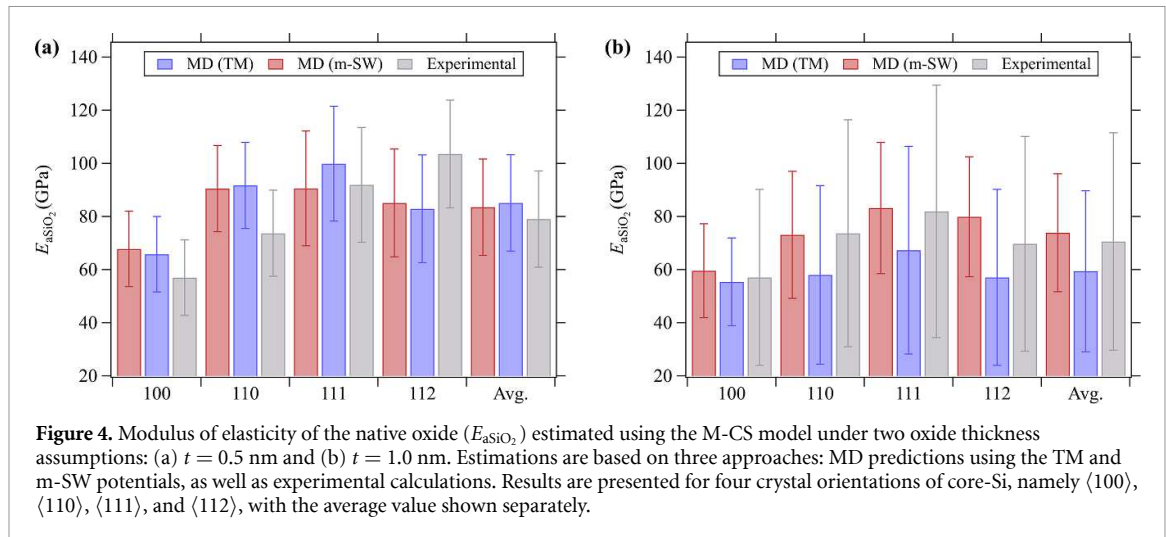 (a)
MD (TM) MD (m-SW) Experimental
140
120
100
80
60
40
20
E_aSiO₂ (GPa)
100 110 111 112 Avg.
(b)
MD (TM) MD (m-SW) Experimental
140
120
100
80
60
40
20
E_aSiO₂ (GPa)
100 110 111 112 Avg.
Figure 4. Modulus of elasticity of the native oxide (E_aSiO₂) estimated using the M-CS model under two oxide thickness
assumptions: (a) t = 0.5 nm and (b) t = 1.0 nm. Estimations are based on three approaches: MD predictions using the TM and
m-SW potentials, as well as experimental calculations. Results are presented for four crystal orientations of core-Si, namely ⟨100⟩,
⟨110⟩, ⟨111⟩, and ⟨112⟩, with the average value shown separately.